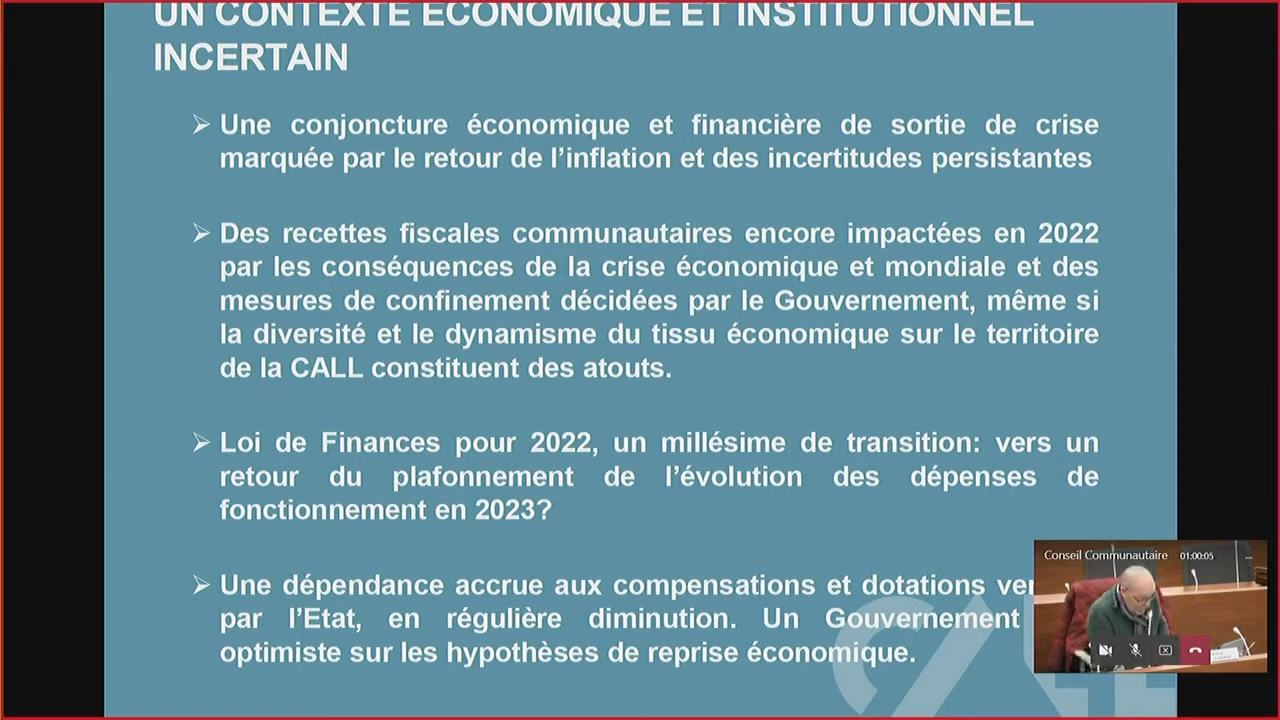 UN CONTEXTE ÉCONOMIQUE ET INSTITUTIONNEL
INCERTAIN
Une conjoncture économique et financière de sortie de crise
marquée par le retour de l'inflation et des incertitudes persistantes
Des recettes fiscales communautaires encore impactées en 2022
par les conséquences de la crise économique et mondiale et des
mesures de confinement décidées par le Gouvernement, même si
la diversité et le dynamisme du tissu économique sur le territoire
de la CALL constituent des atouts.
Loi de Finances pour 2022, un millésime de transition: vers un
retour du plafonnement de l'évolution des dépenses de
fonctionnement en 2023?
Une dépendance accrue aux compensations et dotations
par l'Etat, en régulière diminution. Un Gouvernement
optimiste sur les hypothèses de reprise économique.
Conseil Communautaire 01:00:05 ...